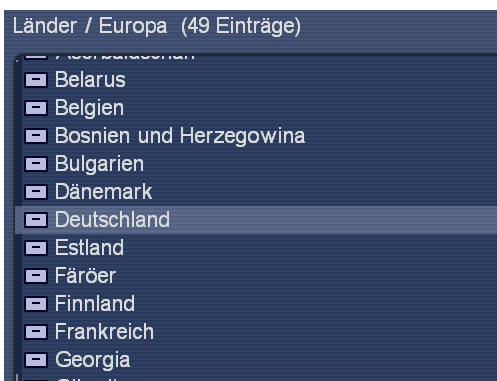 Länder / Europa (49 Einträge)
Belarus
Belgien
Bosnien und Herzegowina
Bulgarien
Dänemark
Deutschland
Estland
Färöer
Finnland
Frankreich
Georgia